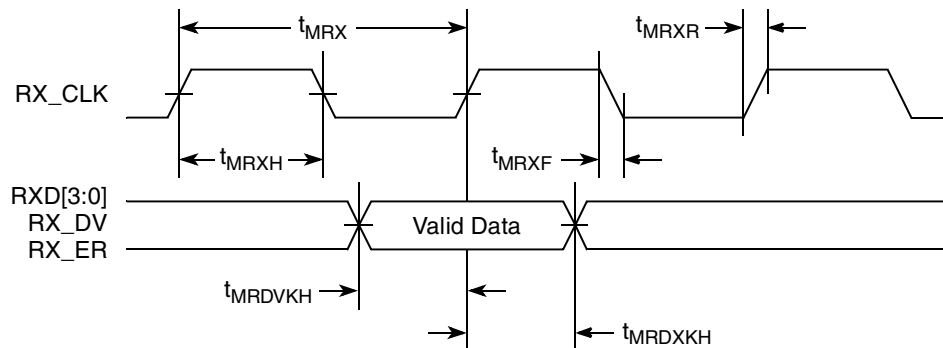 tMRX
tMRXR
RX_CLK
tMRXH
tMRXF
RXD[3:0]
RX_DV
RX_ER
Valid Data
tMRDVKH
tMRDXKH